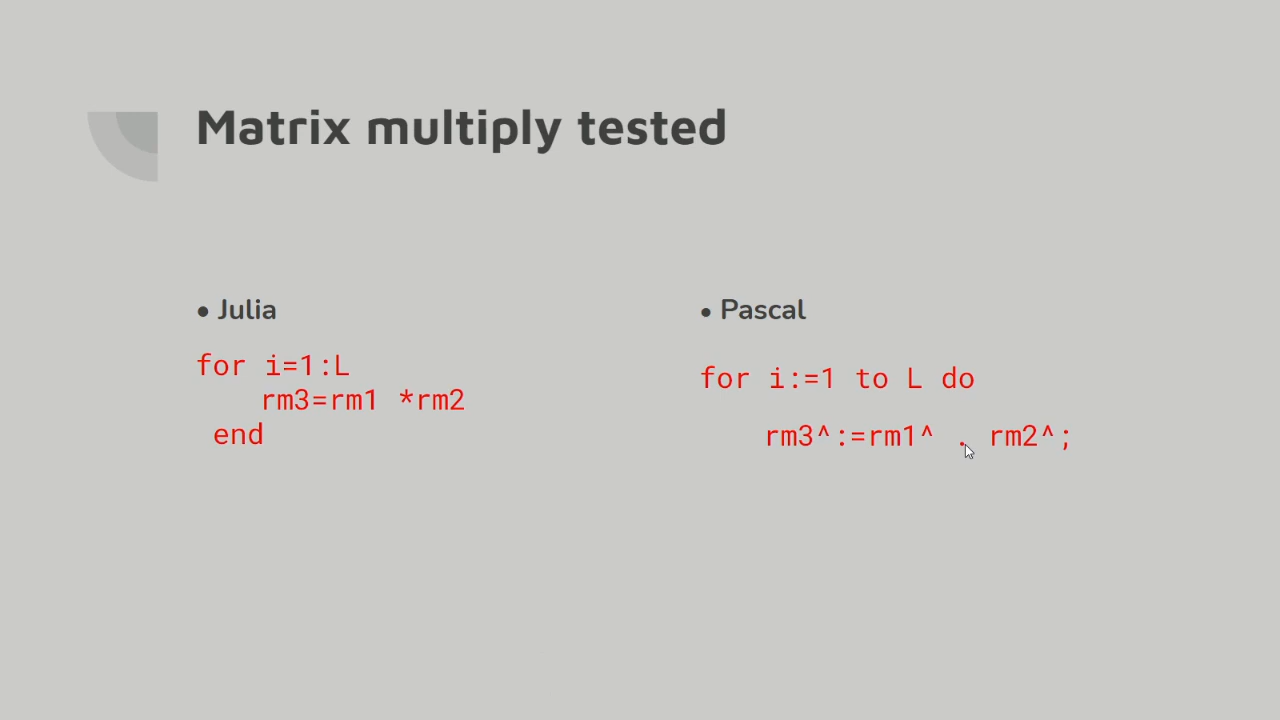 Matrix multiply tested
• Julia
for i=1:L
rm3=rm1 *rm2
end
• Pascal
for i:=1 to L do
rm3^:=rm1^ . rm2^;